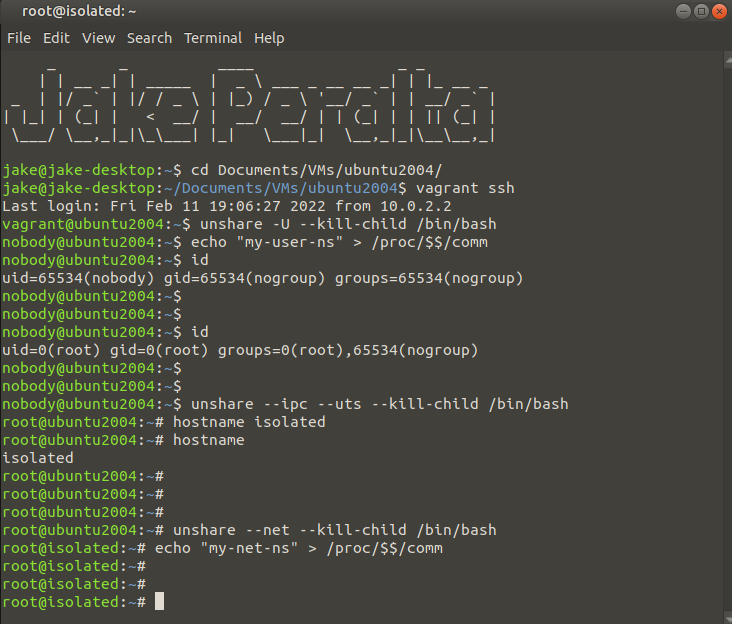 root@isolated: ~
File Edit View Search Terminal Help
Jake Peralta
jake@jake-desktop:~$ cd Documents/VMs/ubuntu2004/
jake@jake-desktop:~/Documents/VMs/ubuntu2004$ vagrant ssh
Last login: Fri Feb 11 19:06:27 2022 from 10.0.2.2
vagrant@ubuntu2004:~$ unshare -U --kill-child /bin/bash
nobody@ubuntu2004:~$ echo "my-user-ns" > /proc/$$/comm
nobody@ubuntu2004:~$ id
uid=65534(nobody) gid=65534(nogroup) groups=65534(nogroup)
nobody@ubuntu2004:~$
nobody@ubuntu2004:~$
nobody@ubuntu2004:~$ id
uid=0(root) gid=0(root) groups=0(root),65534(nogroup)
nobody@ubuntu2004:~$
nobody@ubuntu2004:~$
nobody@ubuntu2004:~$ unshare --ipc --uts --kill-child /bin/bash
root@ubuntu2004:~# hostname isolated
root@ubuntu2004:~# hostname
isolated
root@ubuntu2004:~#
root@ubuntu2004:~#
root@ubuntu2004:~#
root@ubuntu2004:~# unshare --net --kill-child /bin/bash
root@isolated:~# echo "my-net-ns" > /proc/$$/comm
root@isolated:~#
root@isolated:~#
root@isolated:~#